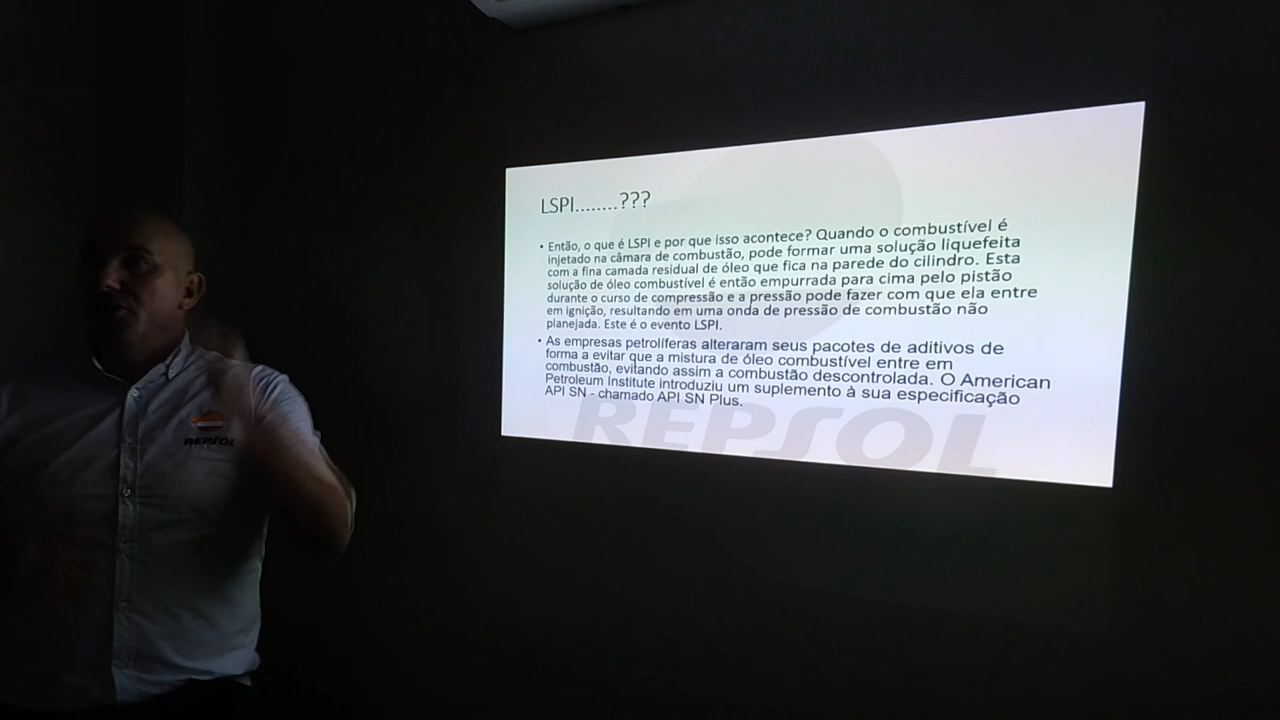 LSPI........???
• Então, o que é LSPI e por que isso acontece? Quando o combustível é
injetado na câmara de combustão, pode formar uma solução liquefeita
com a fina camada residual de óleo que fica na parede do cilindro. Esta
solução de óleo combustível é então empurrada para cima pelo pistão
durante o curso de compressão e a pressão pode fazer com que ela entre
em ignição, resultando em uma onda de pressão de combustão não
planejada. Este é o evento LSPI.
• As empresas petrolíferas alteraram seus pacotes de aditivos de
forma a evitar que a mistura de óleo combustível entre em
combustão, evitando assim a combustão descontrolada. O American
Petroleum Institute introduziu um suplemento à sua especificação
API SN - chamado API SN Plus.
REPSOL
REPSOL